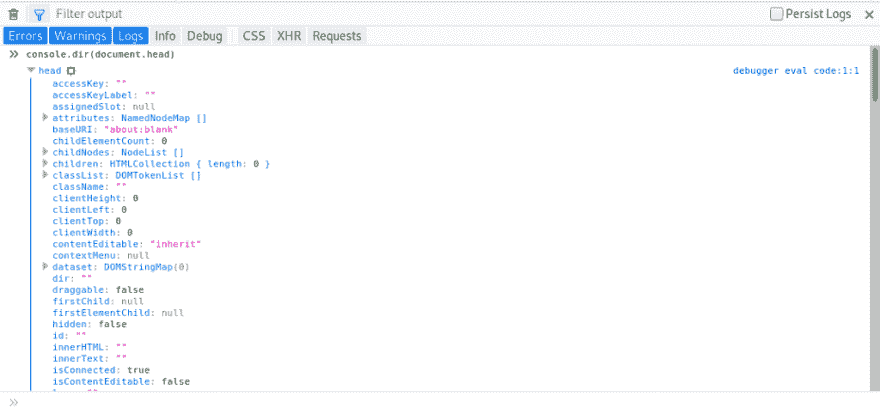 Filter output Persist Logs
Errors Warnings Logs Info Debug CSS XHR Requests
console.dir(document.head)
head debugger eval code:1:1
accessKey: ""
accessKeyLabel: ""
assignedSlot: null
attributes: NamedNodeMap []
baseURI: "about:blank"
childElementCount: 0
childNodes: NodeList []
children: HTMLCollection { length: 0 }
classList: DOMTokenList []
className: ""
clientHeight: 0
clientLeft: 0
clientTop: 0
clientWidth: 0
contentEditable: "inherit"
contextMenu: null
dataset: DOMStringMap(0)
dir: ""
draggable: false
firstChild: null
firstElementChild: null
hidden: false
id: ""
innerHTML: ""
innerText: ""
isConnected: true
isContentEditable: false